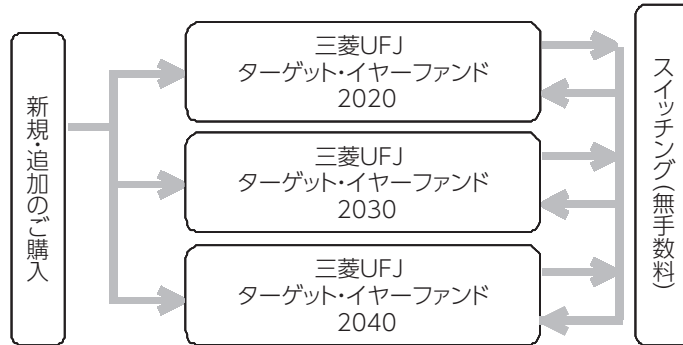 新規・追加のご購入
三菱UFJ
ターゲット・イヤーファンド
2020
三菱UFJ
ターゲット・イヤーファンド
2030
三菱UFJ
ターゲット・イヤーファンド
2040
スイッチング(無手数料)